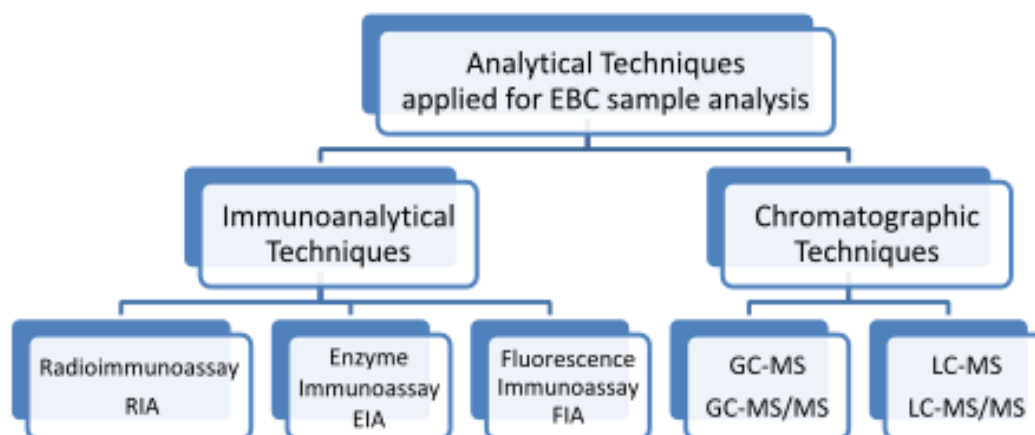 Analytical Techniques
applied for EBC sample analysis
Immunoanalytical
Techniques
Chromatographic
Techniques
Radioimmunoassay
RIA
Enzyme
Immunoassay
EIA
Fluorescence
Immunoassay
FIA
GC-MS
GC-MS/MS
LC-MS
LC-MS/MS